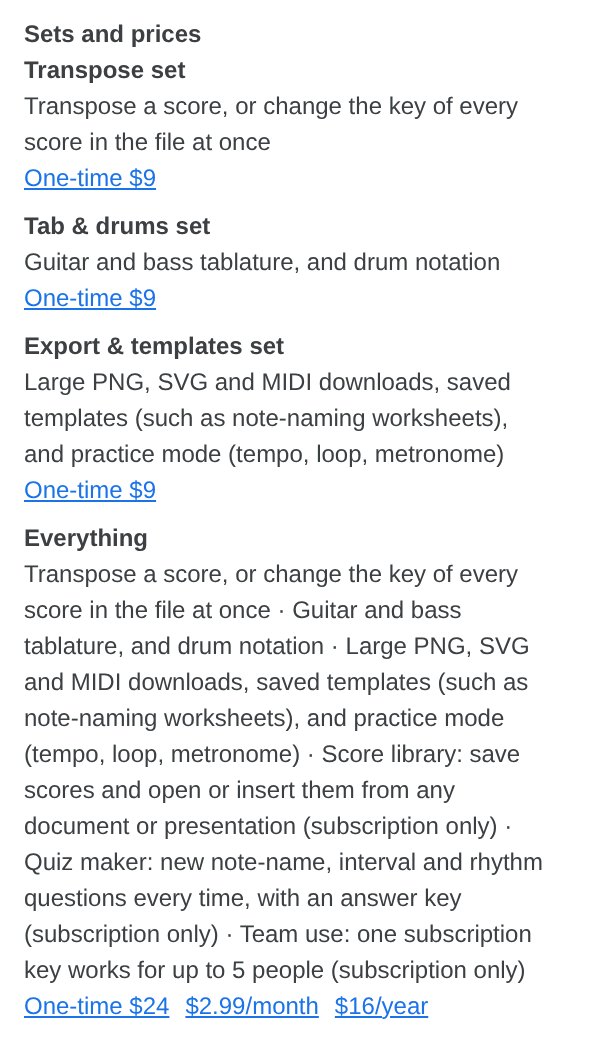 Sets and prices
Transpose set
Transpose a score, or change the key of every
score in the file at once
One-time $9
Tab & drums set
Guitar and bass tablature, and drum notation
One-time $9
Export & templates set
Large PNG, SVG and MIDI downloads, saved
templates (such as note-naming worksheets),
and practice mode (tempo, loop, metronome)
One-time $9
Everything
Transpose a score, or change the key of every
score in the file at once · Guitar and bass
tablature, and drum notation · Large PNG, SVG
and MIDI downloads, saved templates (such as
note-naming worksheets), and practice mode
(tempo, loop, metronome) · Score library: save
scores and open or insert them from any
document or presentation (subscription only) ·
Quiz maker: new note-name, interval and rhythm
questions every time, with an answer key
(subscription only) · Team use: one subscription
key works for up to 5 people (subscription only)
One-time $24 $2.99/month $16/year